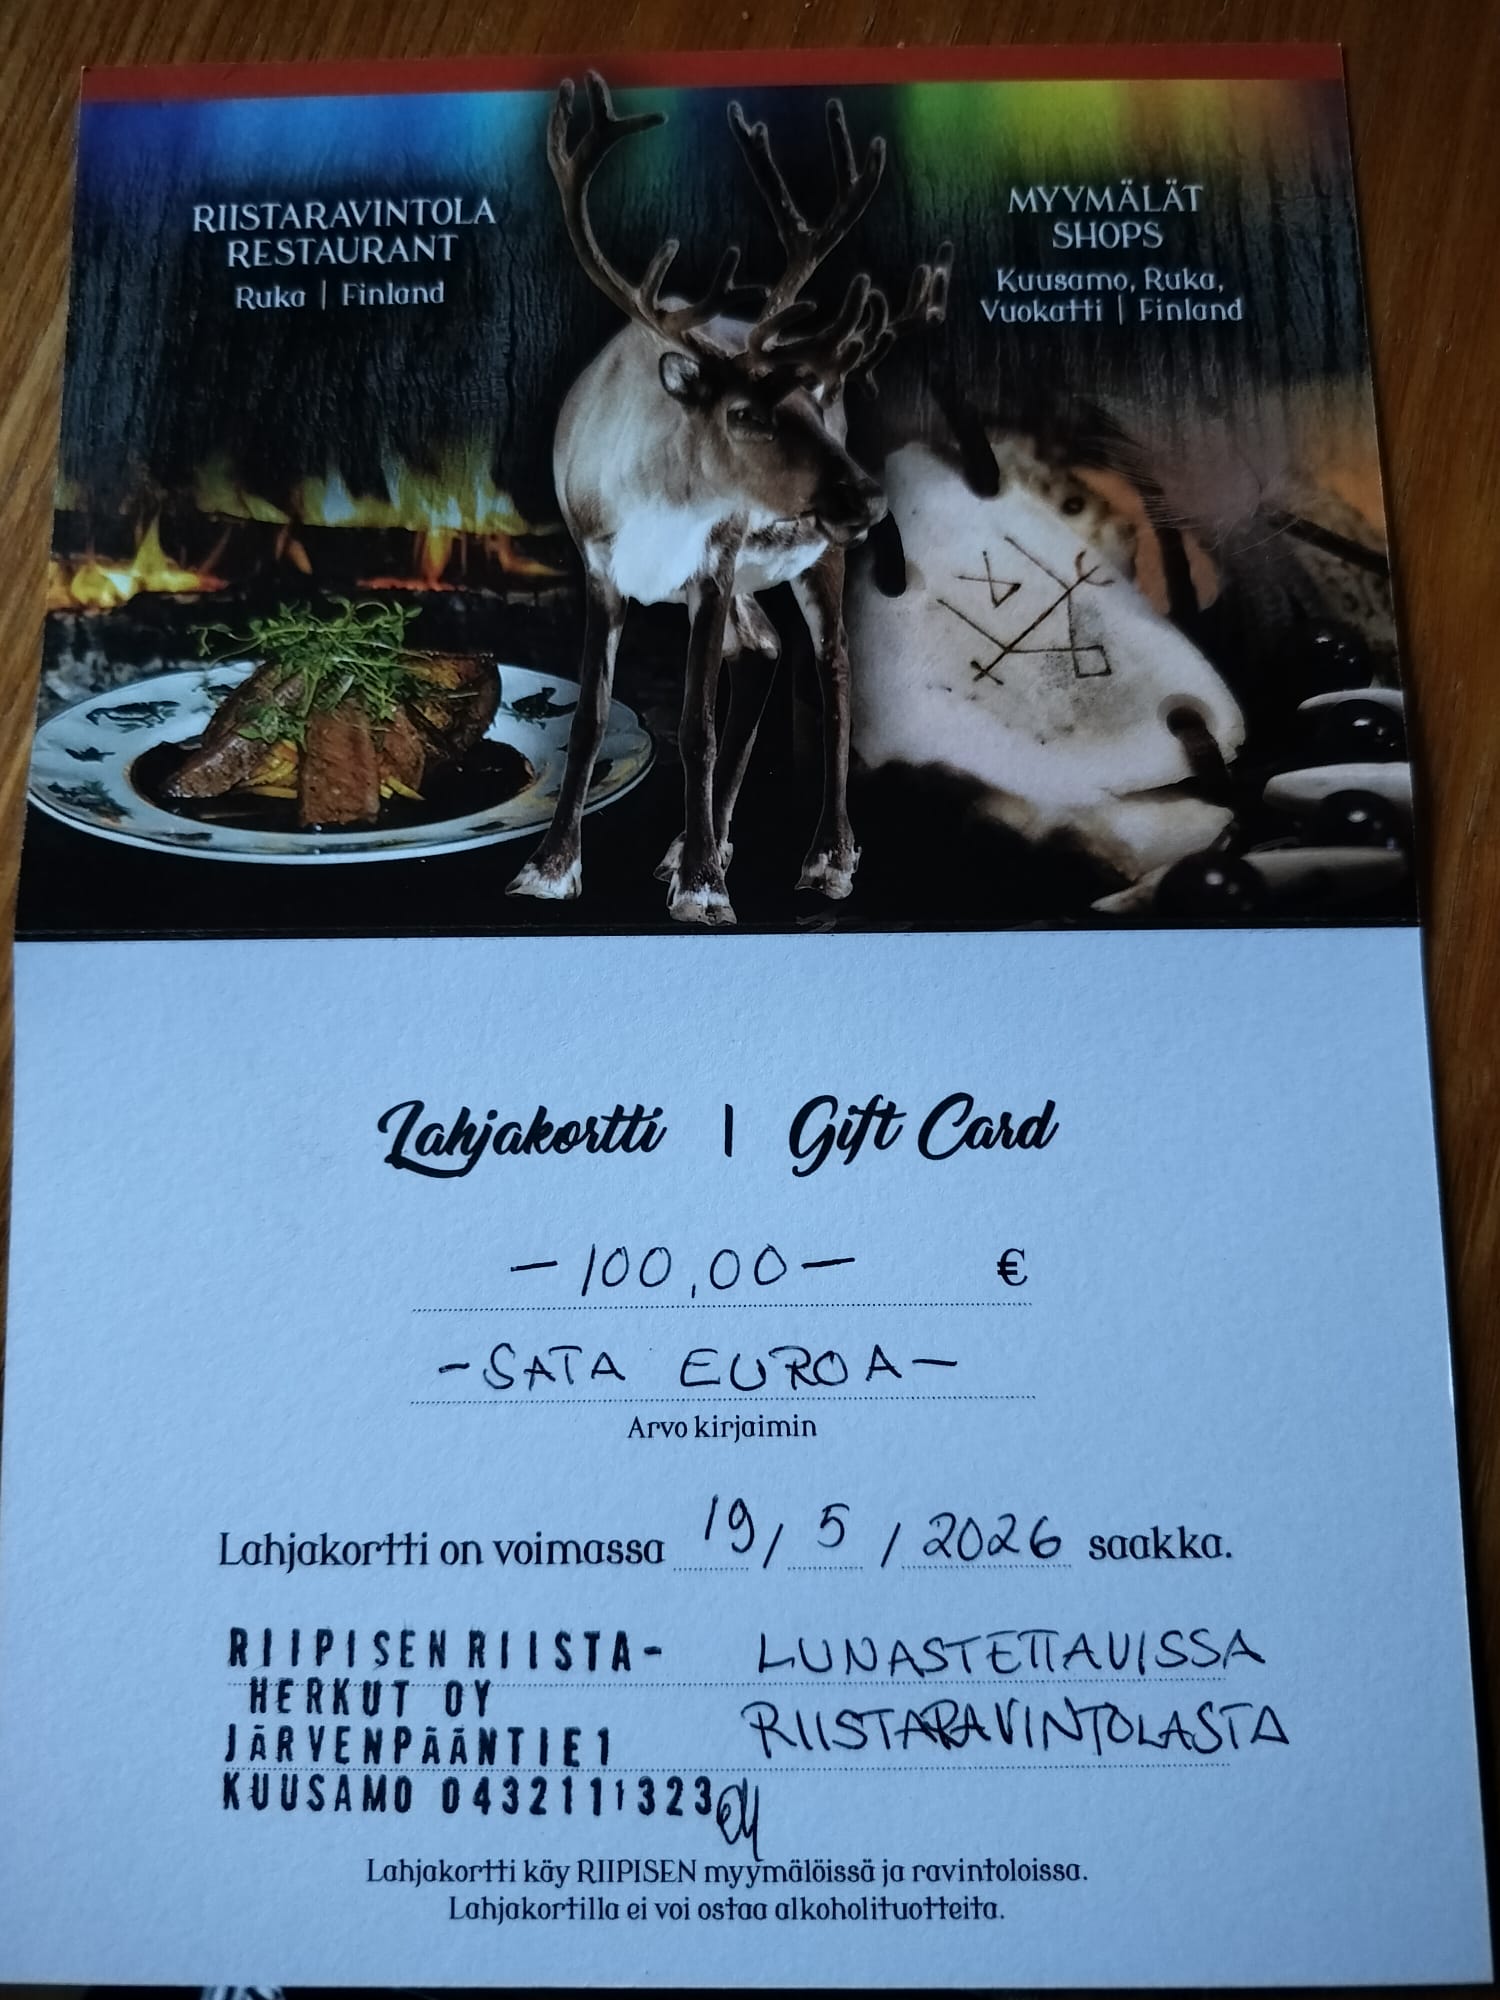 RIISTARAVINTOLA
RESTAURANT
Ruka | Finland
MYYMÄLÄT
SHOPS
Kuusamo, Ruka,
Vuokatti | Finland
Lahjakortti | Gift Card
- 100,00 - €
- SATA EUROA -
Arvo kirjaimin
Lahjakortti on voimassa 19 / 5 / 2026 saakka.
RIIPISEN RIISTA-
HERKUT OY
JÄRVENPÄÄNTIE 1
KUUSAMO 0432111323
LUNASTETTAVISSA
RIISTARAVINTOLASTA
Lahjakortti käy RIIPISEN myymälöissä ja ravintoloissa.
Lahjakortilla ei voi ostaa alkoholituotteita.